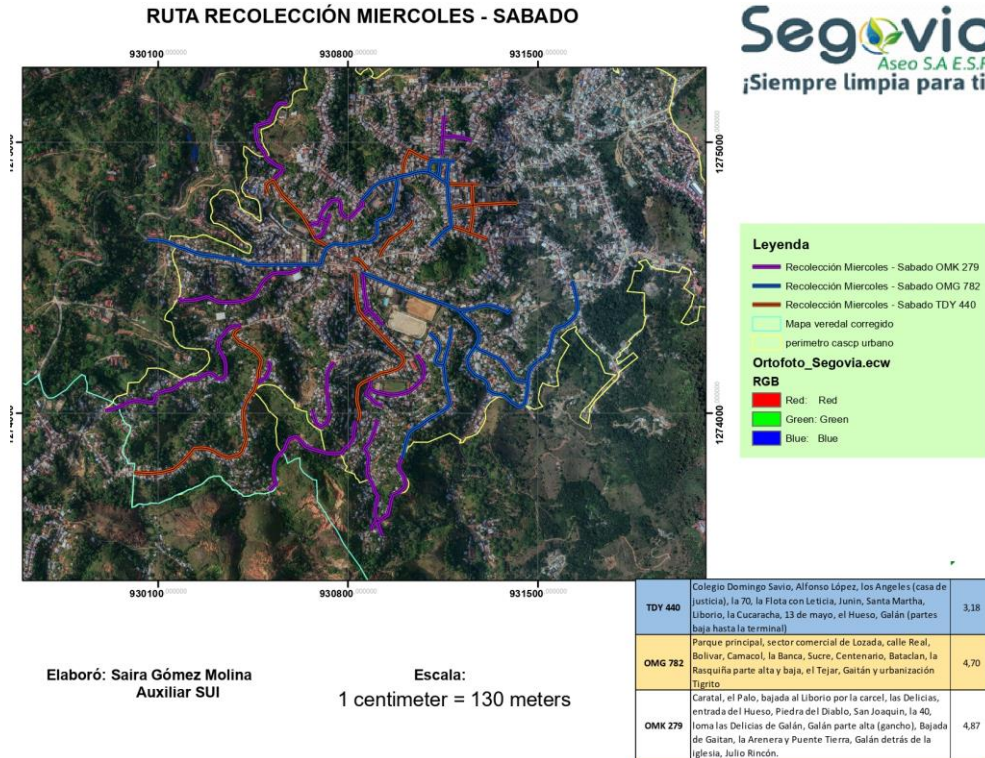 RUTA RECOLECCIÓN MIERCOLES - SABADO
Segovia
Aseo S.A E.S.P
¡Siempre limpia para ti
930100 000000
930800 000000
931500 000000
1275000
1275000
1274000
1274000
930100 000000
930800 000000
931500 000000
Leyenda
Recolección Miercoles - Sabado OMK 279
Recolección Miercoles - Sabado OMG 782
Recolección Miercoles - Sabado TDY 440
Mapa veredal corregido
perimetro cascp urbano
Ortofoto_Segovia.ecw
RGB
Red: Red
Green: Green
Blue: Blue
TDY 440
Colegio Domingo Savio, Alfonso López, los Angeles (casa de
justicia), la 70, la Flota con Leticia, Junin, Santa Martha,
Liborio, la Cucaracha, 13 de mayo, el Hueso, Galán (partes
baja hasta la terminal)
3,18
OMG 782
Parque principal, sector comercial de Lozada, calle Real,
Bolivar, Camacol, la Banca, Sucre, Centenario, Bataclan, la
Rasquiña parte alta y baja, el Tejar, Gaitán y urbanización
Tigrito
4,70
OMK 279
Caratal, el Palo, bajada al Liborio por la carcel, las Delicias,
entrada del Hueso, Piedra del Diablo, San Joaquin, la 40,
loma las Delicias de Galán, Galán parte alta (gancho), Bajada
de Gaitan, la Arenera y Puente Tierra, Galán detrás de la
iglesia, Julio Rincón.
4,87
Elaboró: Saira Gómez Molina
Auxiliar SUI
Escala:
1 centimeter = 130 meters